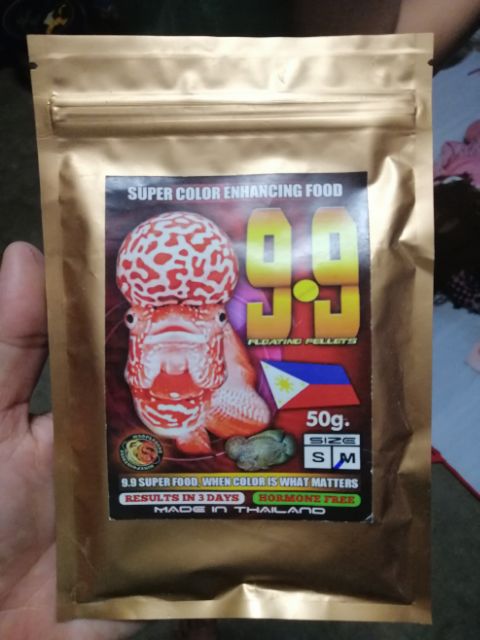 SUPER COLOR ENHANCING FOOD
9.9
FLOATING PELLETS
50g.
SIZE
S M
9.9 SUPER FOOD, WHEN COLOR IS WHAT MATTERS
RESULTS IN 3 DAYS HORMONE FREE
MADE IN THAILAND